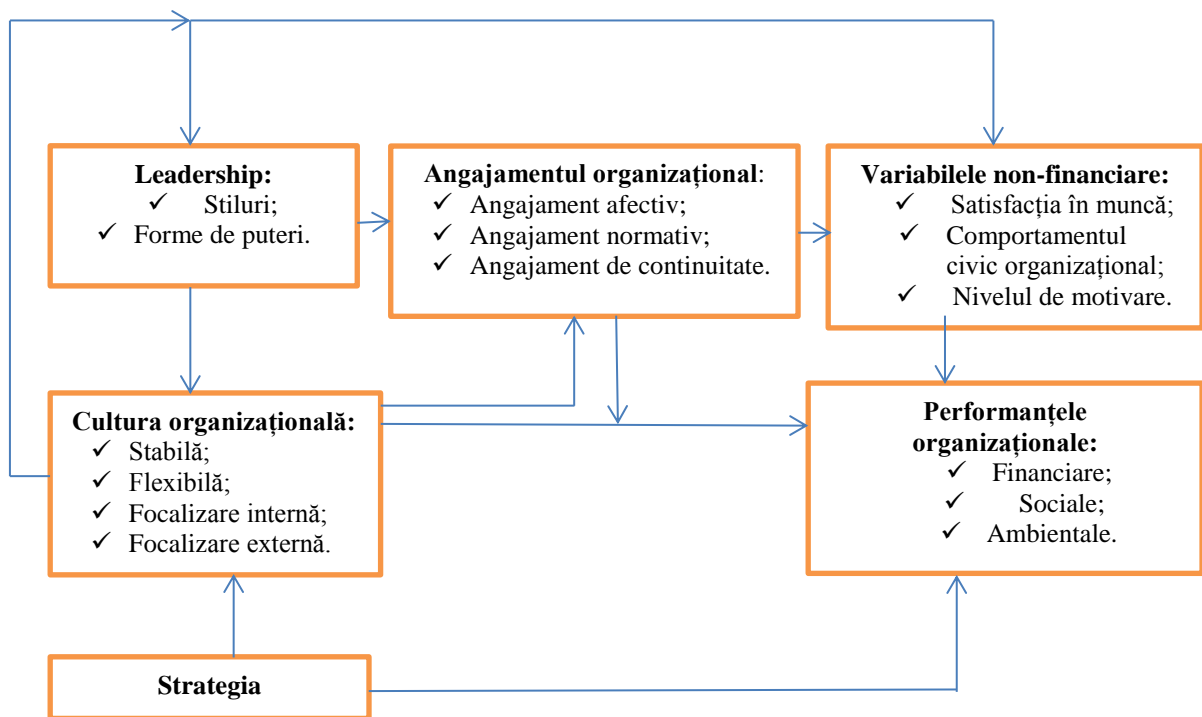 Leadership:
✓ Stiluri;
✓ Forme de puteri.
Angajamentul organizațional:
✓ Angajament afectiv;
✓ Angajament normativ;
✓ Angajament de continuitate.
Variabilele non-financiare:
✓ Satisfacția în muncă;
✓ Comportamentul
civic organizațional;
✓ Nivelul de motivare.
Cultura organizațională:
✓ Stabilă;
✓ Flexibilă;
✓ Focalizare internă;
✓ Focalizare externă.
Performanțele
organizaționale:
✓ Financiare;
✓ Sociale;
✓ Ambientale.
Strategia